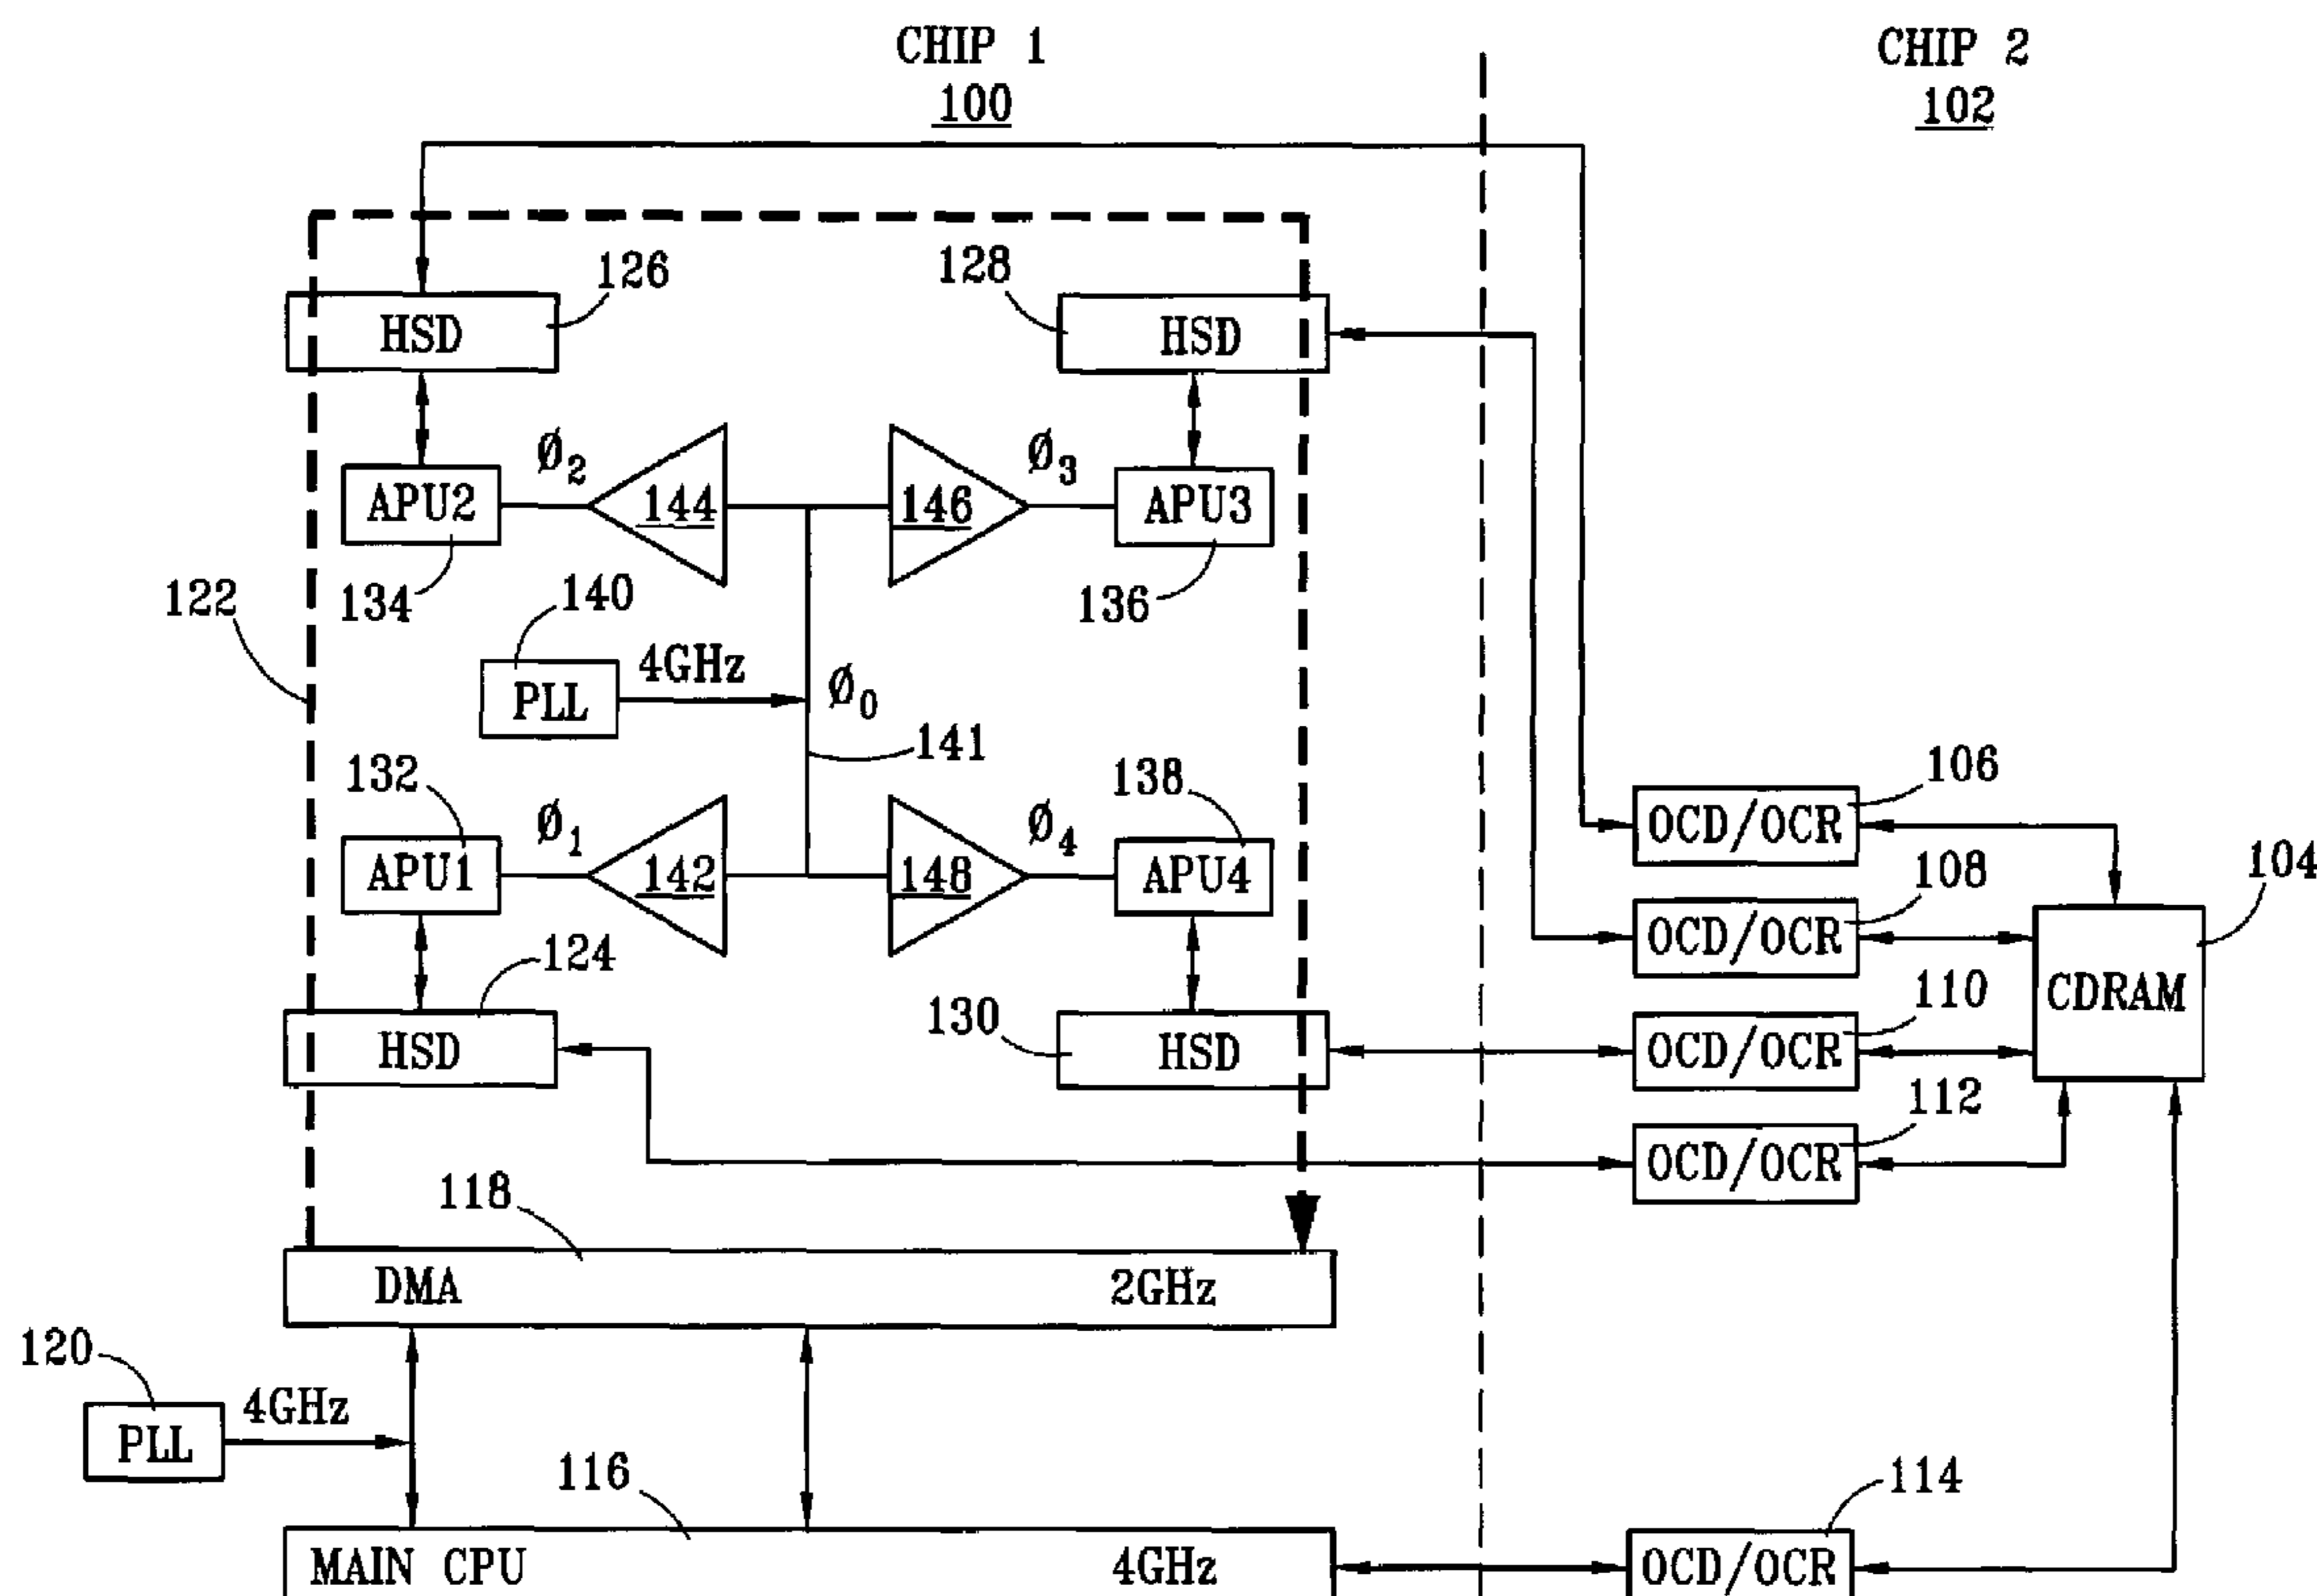 CHIP 1
100
CHIP 2
102
126
128
HSD
HSD
Ø2
Ø3
APU2
144
146
APU3
134
136
122
140
4GHz
PLL
Ø0
141
132
138
106
Ø1
Ø4
OCD/OCR
APU1
142
148
APU4
108
104
OCD/OCR
124
130
110
CDRAM
HSD
HSD
OCD/OCR
112
OCD/OCR
118
DMA
2GHz
120
4GHz
PLL
116
114
MAIN CPU
4GHz
OCD/OCR